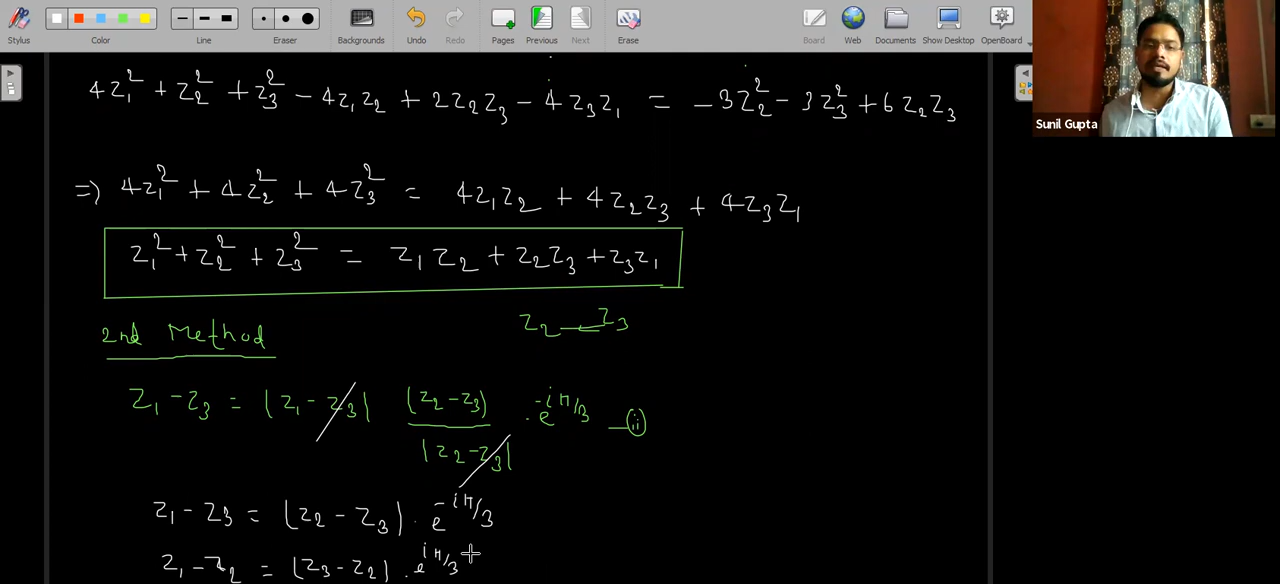 Stylus Color Line Eraser Backgrounds Undo Redo Pages Previous Next Erase Board Web Documents Show Desktop OpenBoard
Sunil Gupta
4z₁² + z₂² + z₃² - 4z₁z₂ + 2z₂z₃ - 4z₃z₁ = -3z₂² - 3z₃² + 6z₂z₃
=> 4z₁² + 4z₂² + 4z₃² = 4z₁z₂ + 4z₂z₃ + 4z₃z₁
z₁² + z₂² + z₃² = z₁z₂ + z₂z₃ + z₃z₁
2nd Method z₂ — z₃
z₁ - z₃ = |z₁ - z₃| (z₂ - z₃)/|z₂ - z₃| · e^(-iπ/3) — (ii)
z₁ - z₃ = (z₂ - z₃) · e^(-iπ/3)
z₁ - z₂ = (z₃ - z₂) · e^(iπ/3)